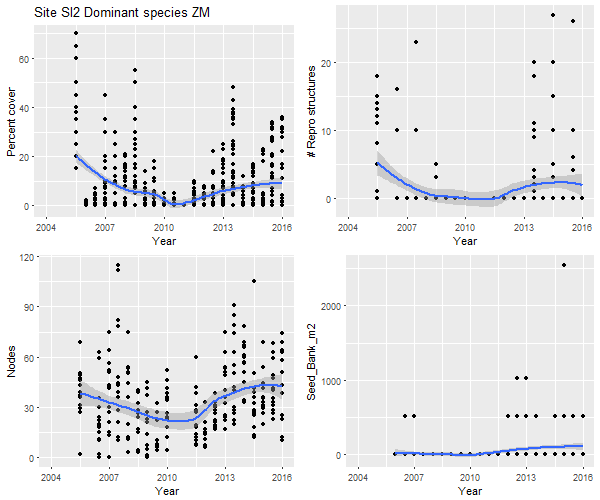 Site SI2 Dominant species ZM
Percent cover
60
40
20
0
2004 2007 2010 2013 2016
Year
# Repro structures
20
10
0
2004 2007 2010 2013 2016
Year
Nodes
120
90
60
30
0
2004 2007 2010 2013 2016
Year
Seed_Bank_m2
2000
1000
0
2004 2007 2010 2013 2016
Year